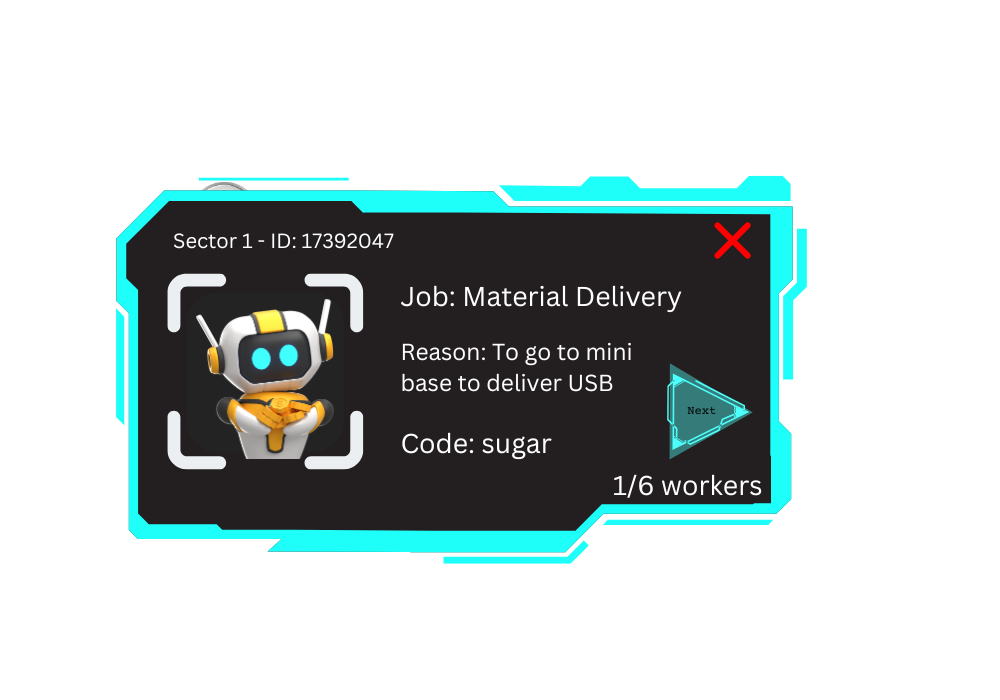 Sector 1 - ID: 17392047
Job: Material Delivery
Reason: To go to mini
base to deliver USB
Next
Code: sugar
1/6 workers